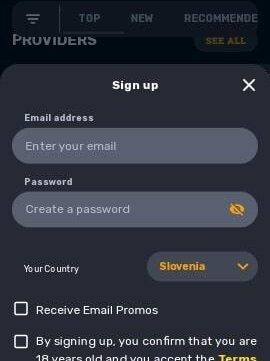 TOP NEW RECOMMENDE
PROVIDERS SEE ALL
Sign up
Email address
Enter your email
Password
Create a password
Your Country Slovenia
Receive Email Promos
By signing up, you confirm that you are
18 years old and you accept the Terms